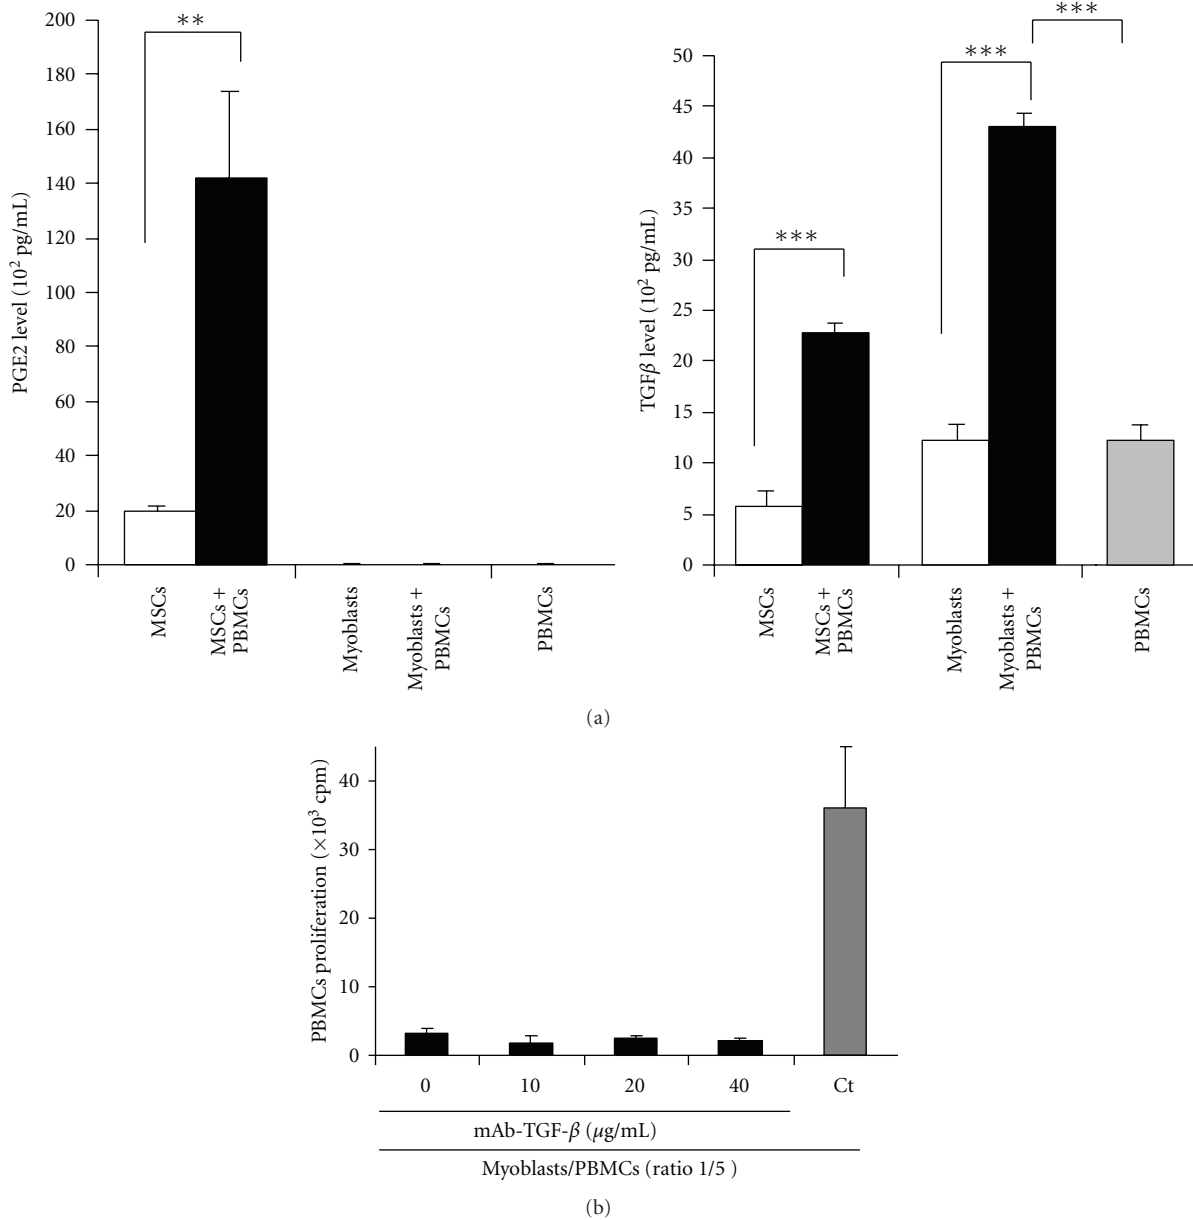 200
180
160
140
120
100
80
60
40
20
0
PGE2 level (10² pg/mL)
**
MSCs
MSCs +
PBMCs
Myoblasts
Myoblasts +
PBMCs
PBMCs
50
45
40
35
30
25
20
15
10
5
0
TGFβ level (10² pg/mL)
***
***
***
MSCs
MSCs +
PBMCs
Myoblasts
Myoblasts +
PBMCs
PBMCs
(a)
40
30
20
10
0
PBMCs proliferation (×10³ cpm)
0 10 20 40 Ct
mAb-TGF-β (μg/mL)
Myoblasts/PBMCs (ratio 1/5 )
(b)